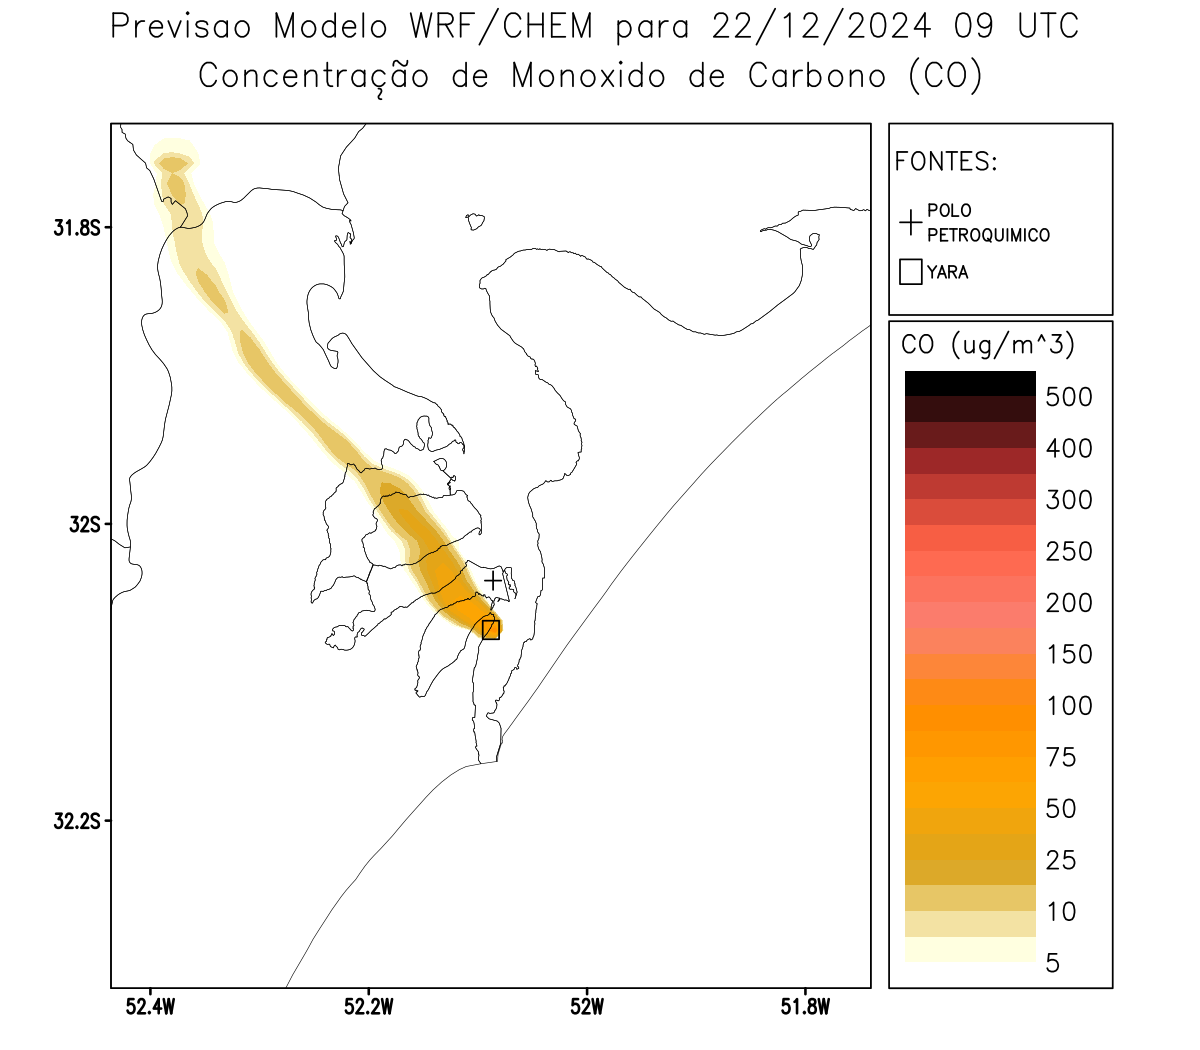 Previsao Modelo WRF/CHEM para 22/12/2024 09 UTC
Concentração de Monoxido de Carbono (CO)
FONTES:
POLO
PETROQUIMICO
YARA
CO (ug/m^3)
500
400
300
250
200
150
100
75
50
25
10
5
31.8S
32S
32.2S
52.4W
52.2W
52W
51.8W